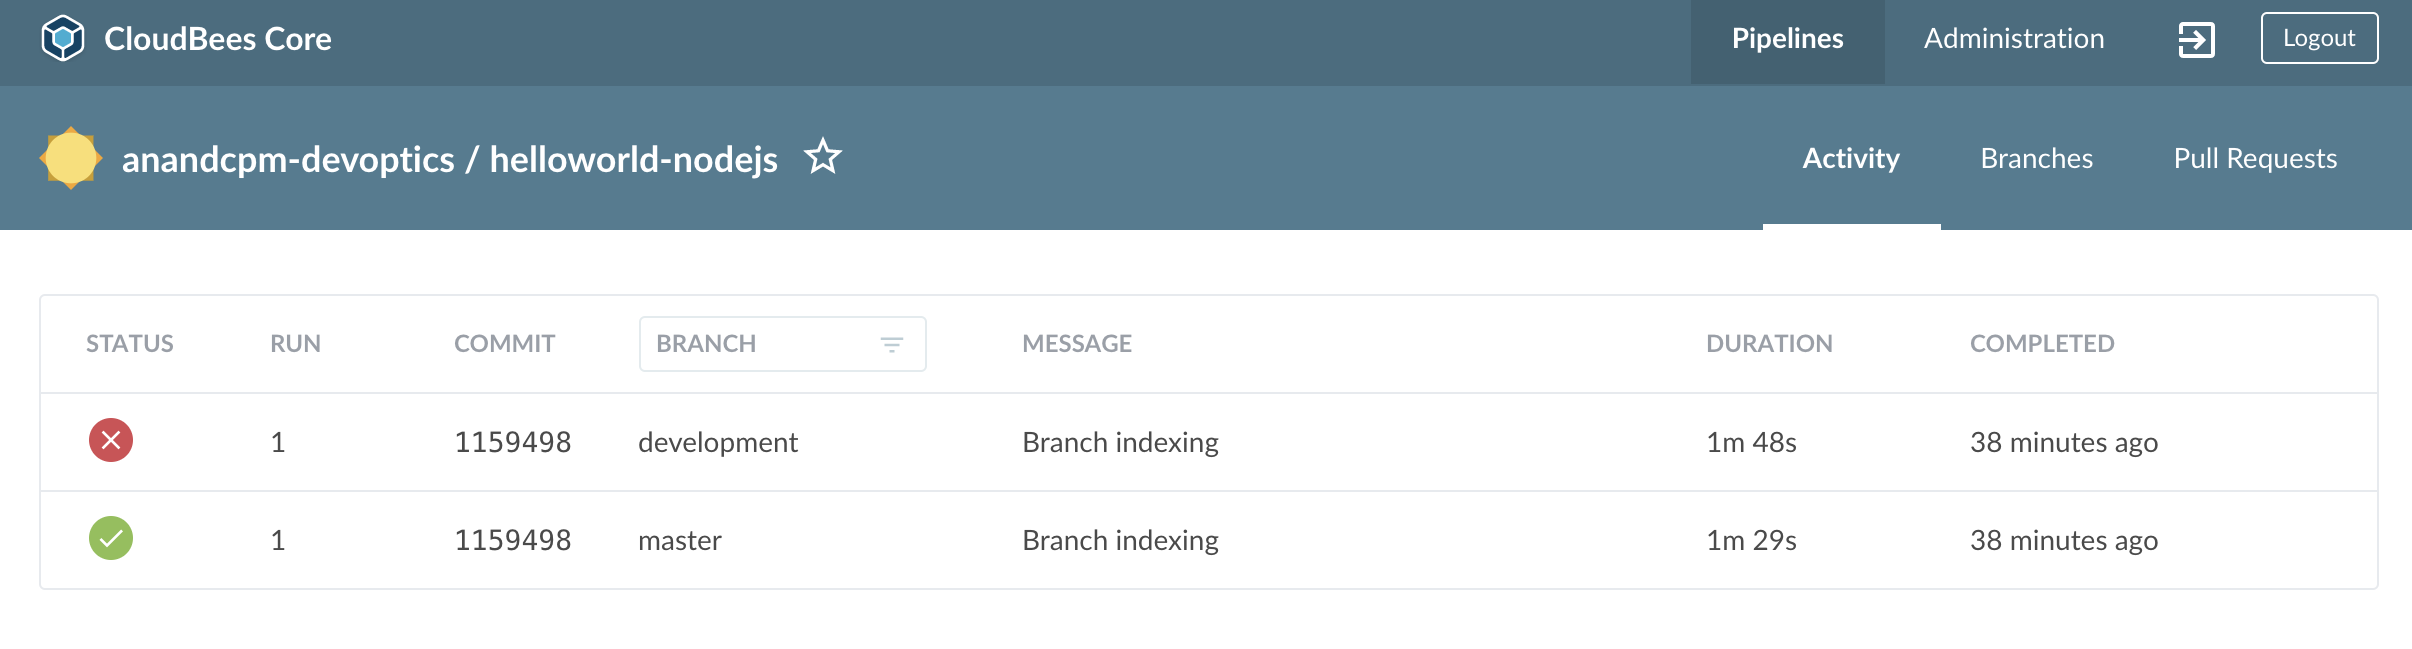 CloudBees Core Pipelines Administration Logout
anandcpm-devoptics / helloworld-nodejs Activity Branches Pull Requests
STATUS RUN COMMIT BRANCH MESSAGE DURATION COMPLETED
1 1159498 development Branch indexing 1m 48s 38 minutes ago
1 1159498 master Branch indexing 1m 29s 38 minutes ago